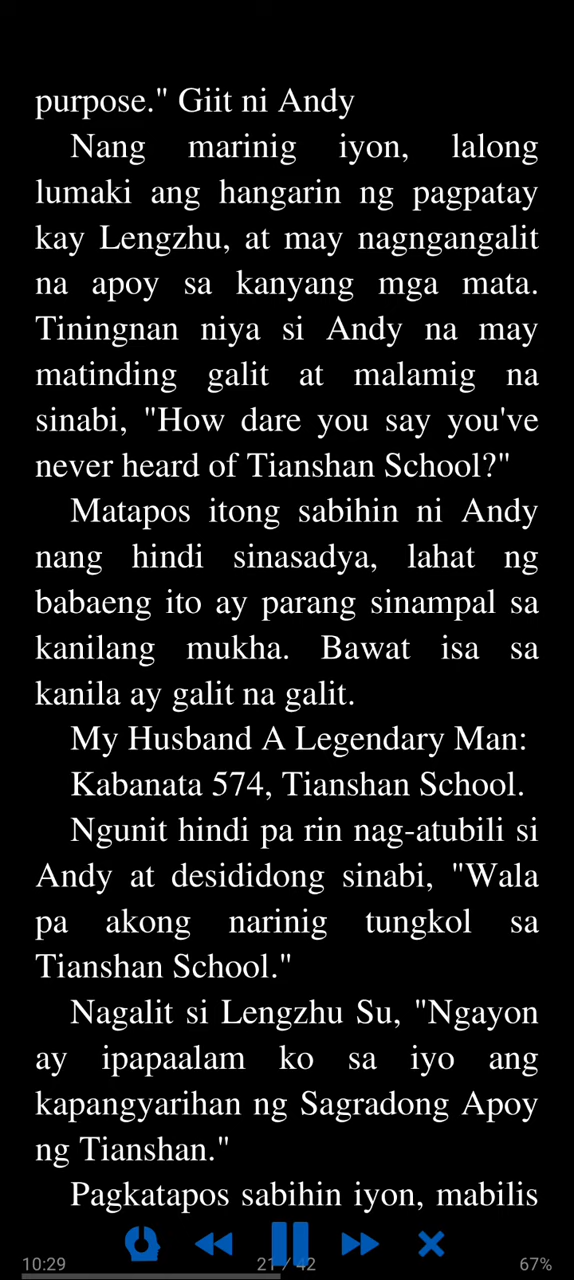 purpose." Giit ni Andy
Nang marinig iyon, lalong
lumaki ang hangarin ng pagpatay
kay Lengzhu, at may nagngangalit
na apoy sa kanyang mga mata.
Tiningnan niya si Andy na may
matinding galit at malamig na
sinabi, "How dare you say you've
never heard of Tianshan School?"
Matapos itong sabihin ni Andy
nang hindi sinasadya, lahat ng
babaeng ito ay parang sinampal sa
kanilang mukha. Bawat isa sa
kanila ay galit na galit.
My Husband A Legendary Man:
Kabanata 574, Tianshan School.
Ngunit hindi pa rin nag-atubili si
Andy at desididong sinabi, "Wala
pa akong narinig tungkol sa
Tianshan School."
Nagalit si Lengzhu Su, "Ngayon
ay ipapaalam ko sa iyo ang
kapangyarihan ng Sagradong Apoy
ng Tianshan."
Pagkatapos sabihin iyon, mabilis
10:29 21 / 42 67%